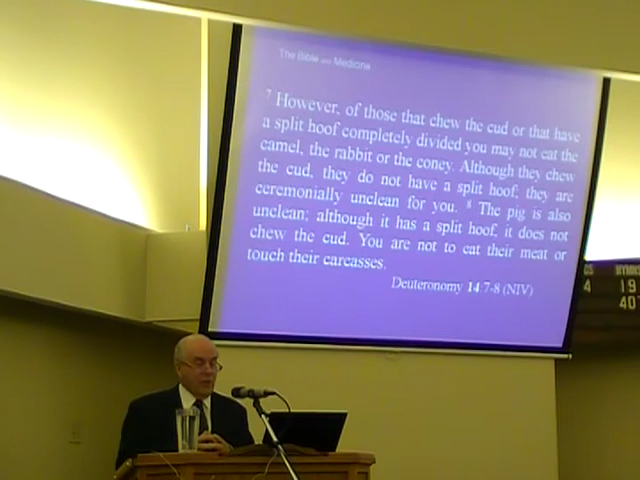 The Bible and Medicine
7 However, of those that chew the cud or that have
a split hoof completely divided you may not eat the
camel, the rabbit or the coney. Although they chew
the cud, they do not have a split hoof; they are
ceremonially unclean for you. 8 The pig is also
unclean; although it has a split hoof, it does not
chew the cud. You are not to eat their meat or
touch their carcasses.
Deuteronomy 14:7-8 (NIV)
HYMNS
4 19
40